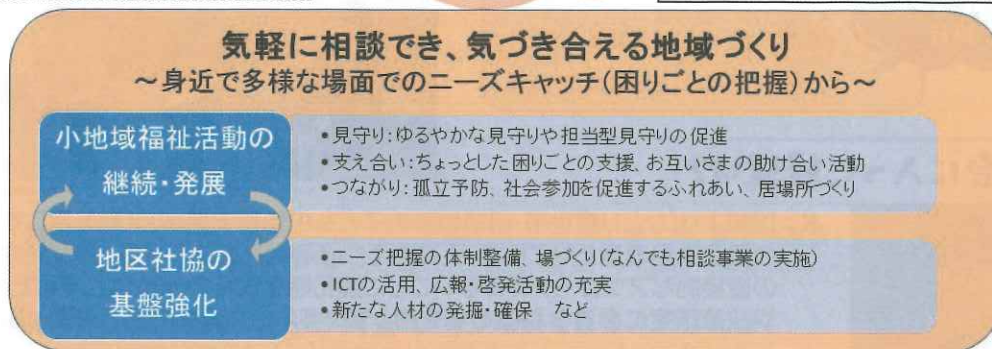 気軽に相談でき、気づき合える地域づくり
～身近で多様な場面でのニーズキャッチ(困りごとの把握)から～
小地域福祉活動の
継続・発展
•見守り:ゆるやかな見守りや担当型見守りの促進
•支え合い:ちょっとした困りごとの支援、お互いさまの助け合い活動
•つながり:孤立予防、社会参加を促進するふれあい、居場所づくり
地区社協の
基盤強化
•ニーズ把握の体制整備、場づくり(なんでも相談事業の実施)
•ICTの活用、広報・啓発活動の充実
•新たな人材の発掘・確保　など